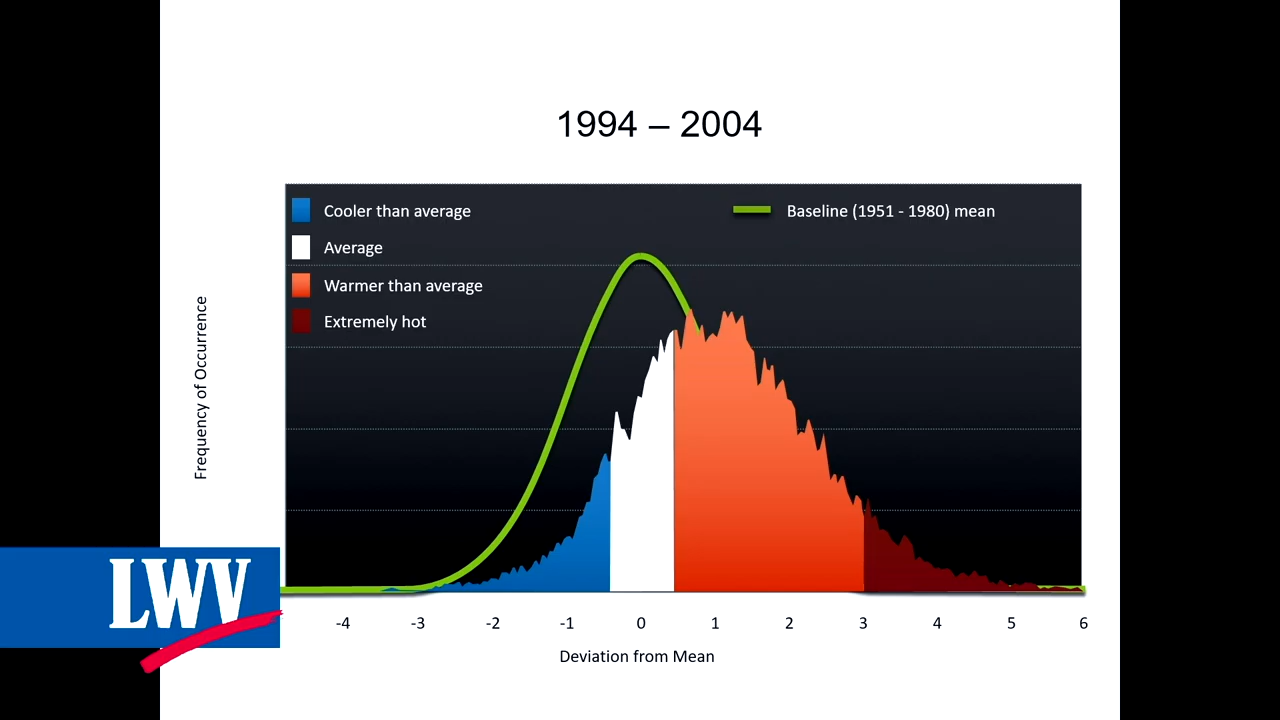 1994 – 2004
Cooler than average
Average
Warmer than average
Extremely hot
Baseline (1951 - 1980) mean
Frequency of Occurrence
-4 -3 -2 -1 0 1 2 3 4 5 6
Deviation from Mean
LWV